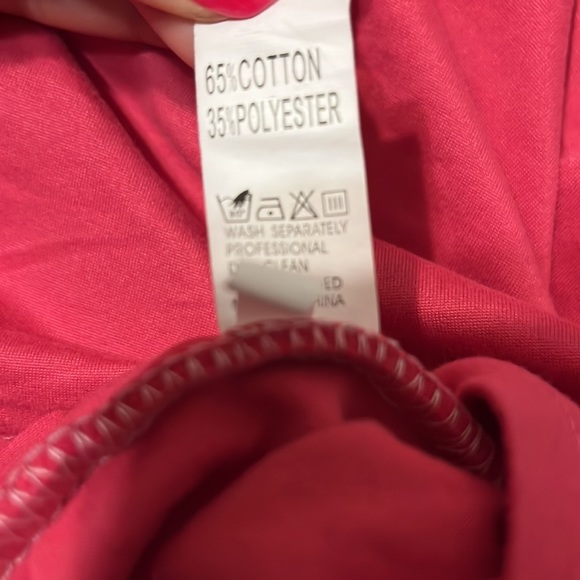 65%COTTON
35%POLYESTER
WASH SEPARATELY
PROFESSIONAL
CLEAN